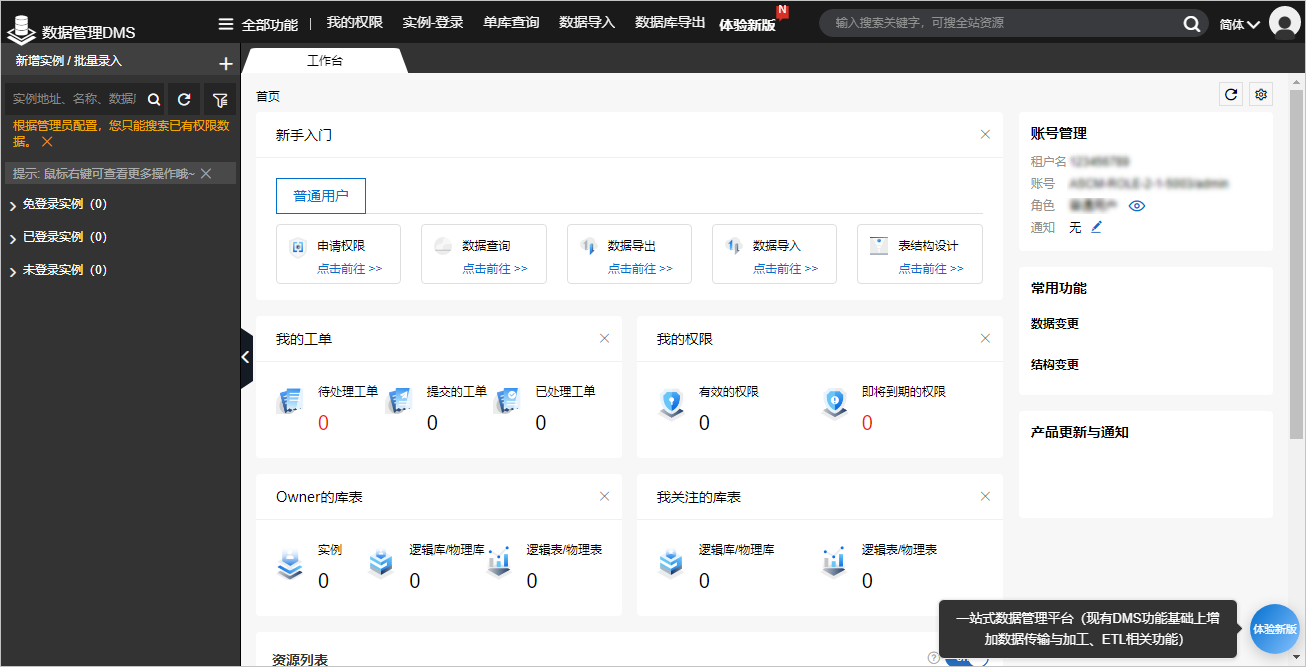 数据管理DMS
全部功能
我的权限
实例-登录
单库查询
数据导入
数据库导出
体验新版
N
输入搜索关键字，可搜全站资源
简体
新增实例 / 批量录入
工作台
实例地址、名称、数据
根据管理员配置，您只能搜索已有权限数
据。
提示: 鼠标右键可查看更多操作哦~
免登录实例（0）
已登录实例（0）
未登录实例（0）
首页
新手入门
普通用户
申请权限
点击前往 >>
数据查询
点击前往 >>
数据导出
点击前往 >>
数据导入
点击前往 >>
表结构设计
点击前往 >>
我的工单
待处理工单
0
提交的工单
0
已处理工单
0
我的权限
有效的权限
0
即将到期的权限
0
Owner的库表
实例
0
逻辑库/物理库
0
逻辑表/物理表
0
我关注的库表
逻辑库/物理库
0
逻辑表/物理表
0
资源列表
账号管理
租户名
账号
角色
通知 无
常用功能
数据变更
结构变更
产品更新与通知
一站式数据管理平台（现有DMS功能基础上增
加数据传输与加工、ETL相关功能）
体验新版